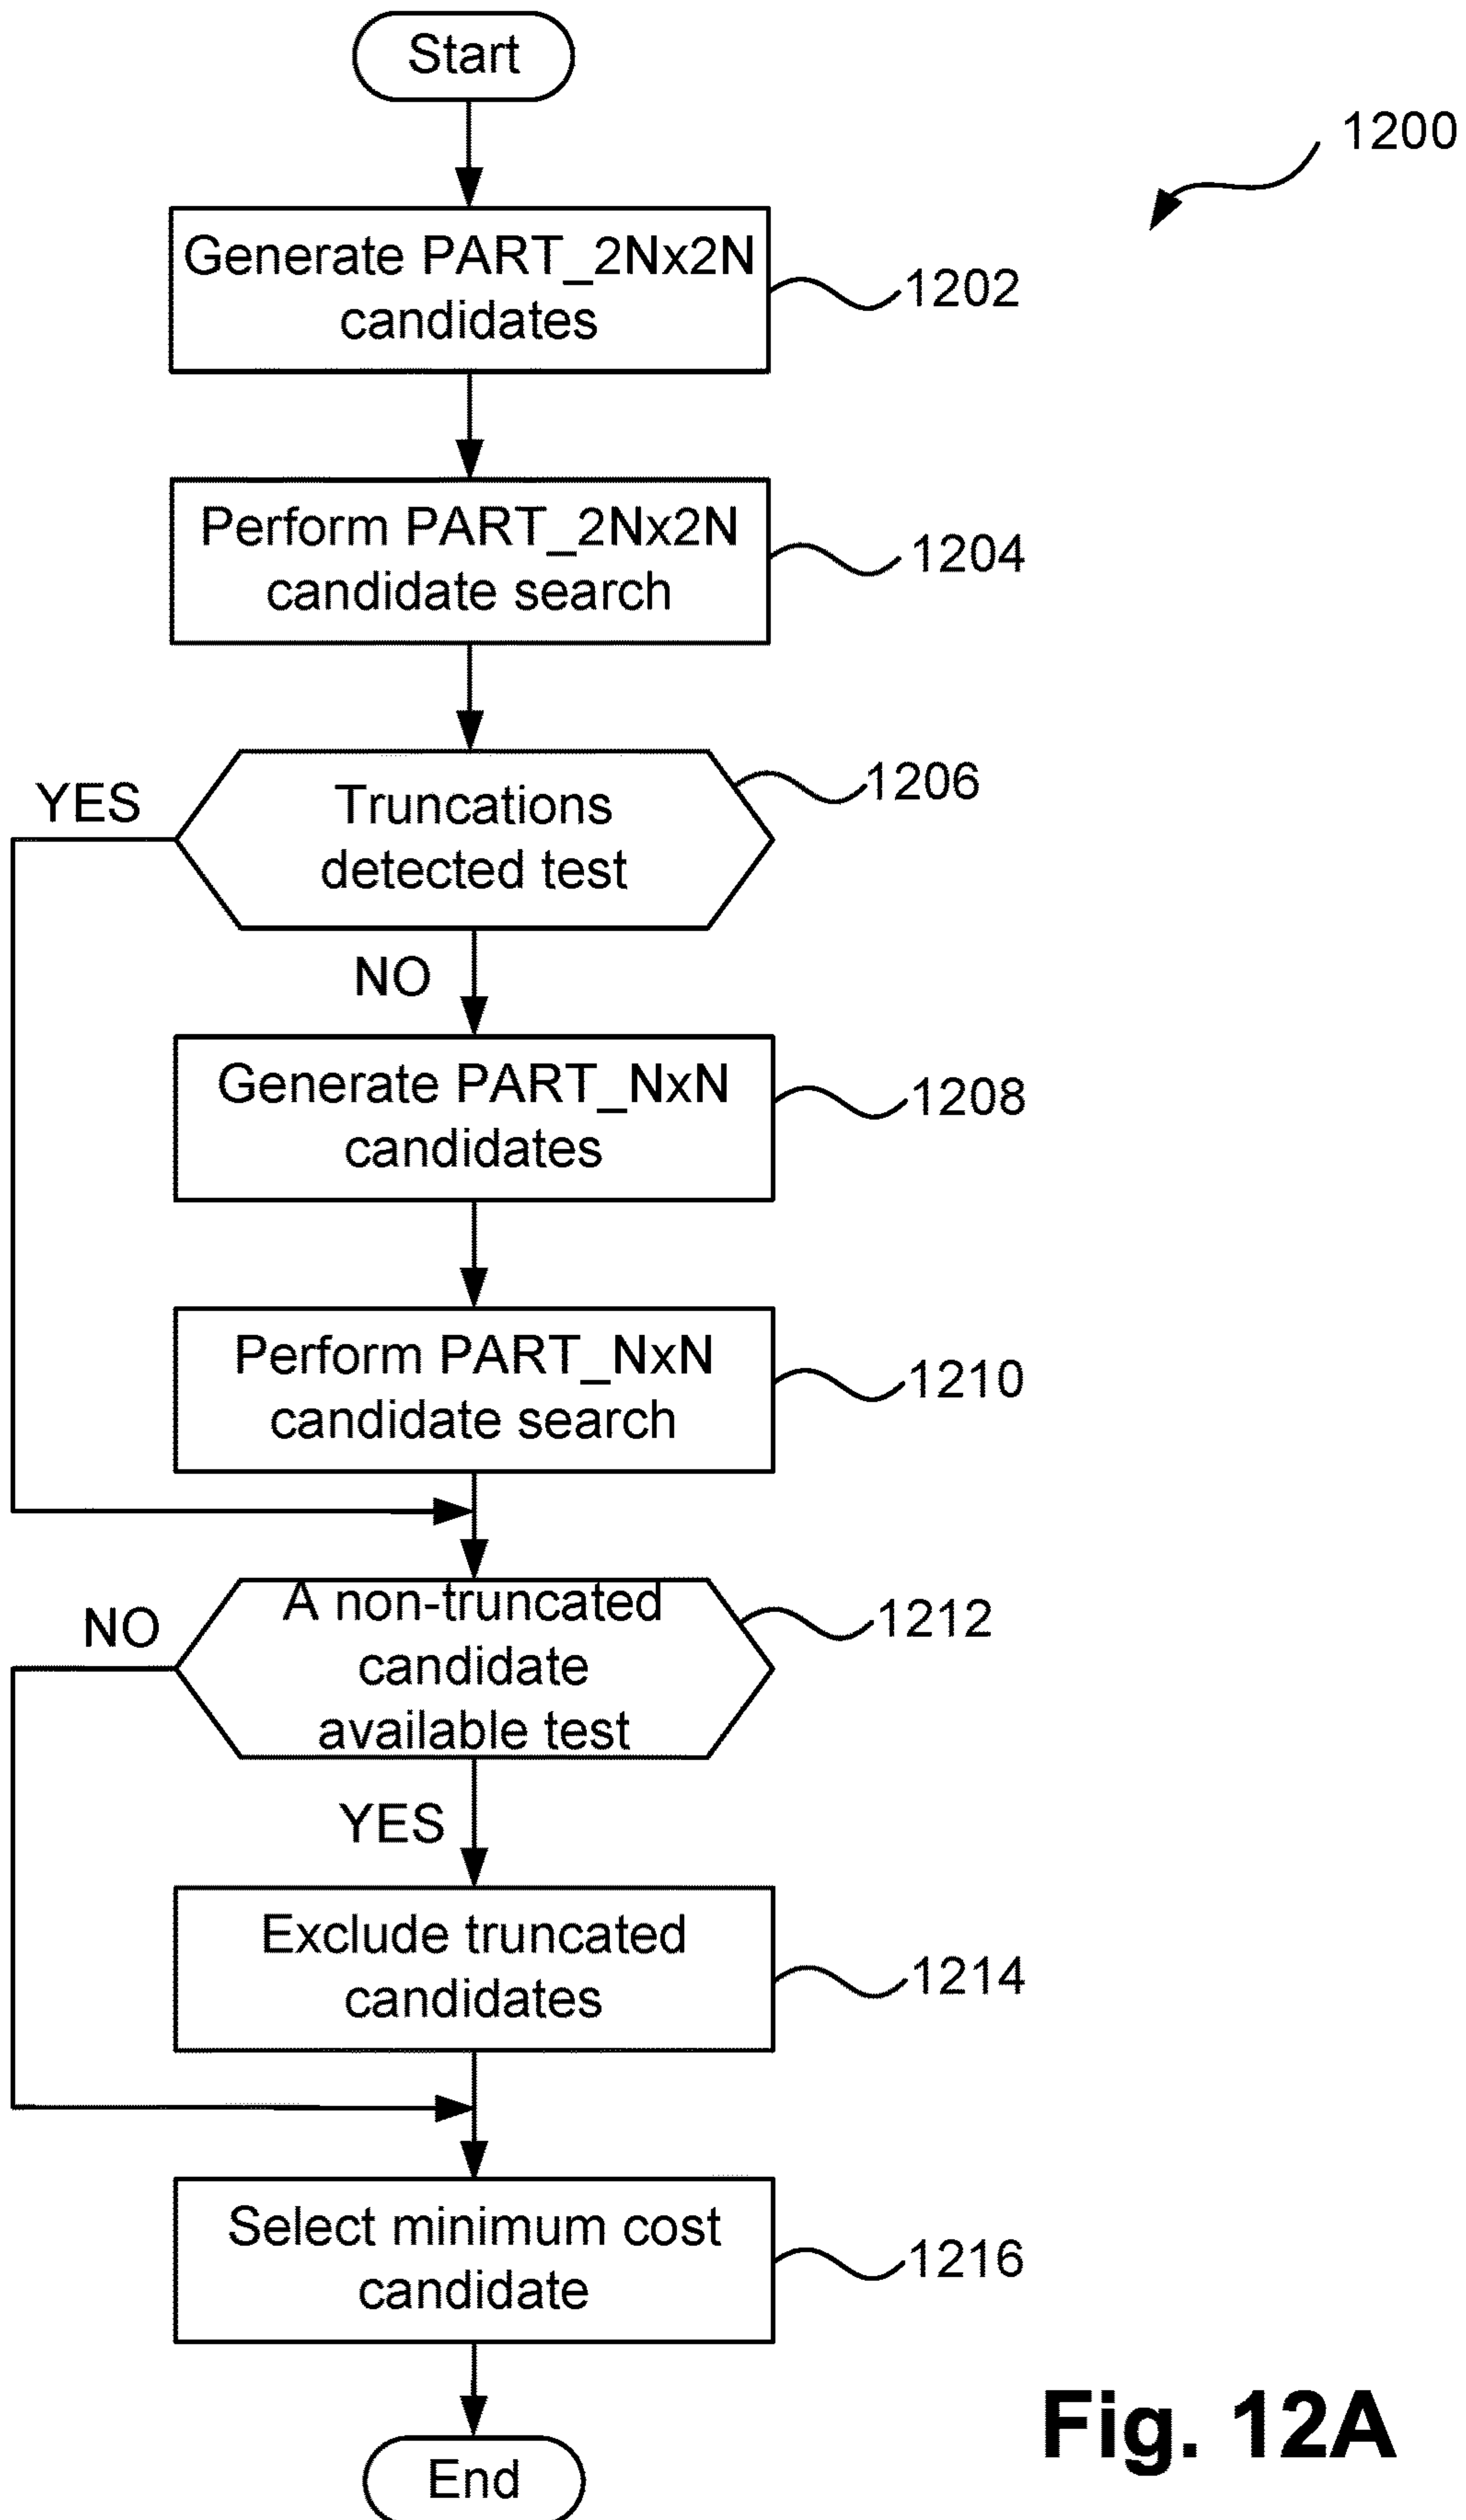 Start
1200
Generate PART_2Nx2N
candidates
1202
Perform PART_2Nx2N
candidate search
1204
YES
Truncations
detected test
1206
NO
Generate PART_NxN
candidates
1208
Perform PART_NxN
candidate search
1210
NO
A non-truncated
candidate
available test
1212
YES
Exclude truncated
candidates
1214
Select minimum cost
candidate
1216
End
Fig. 12A